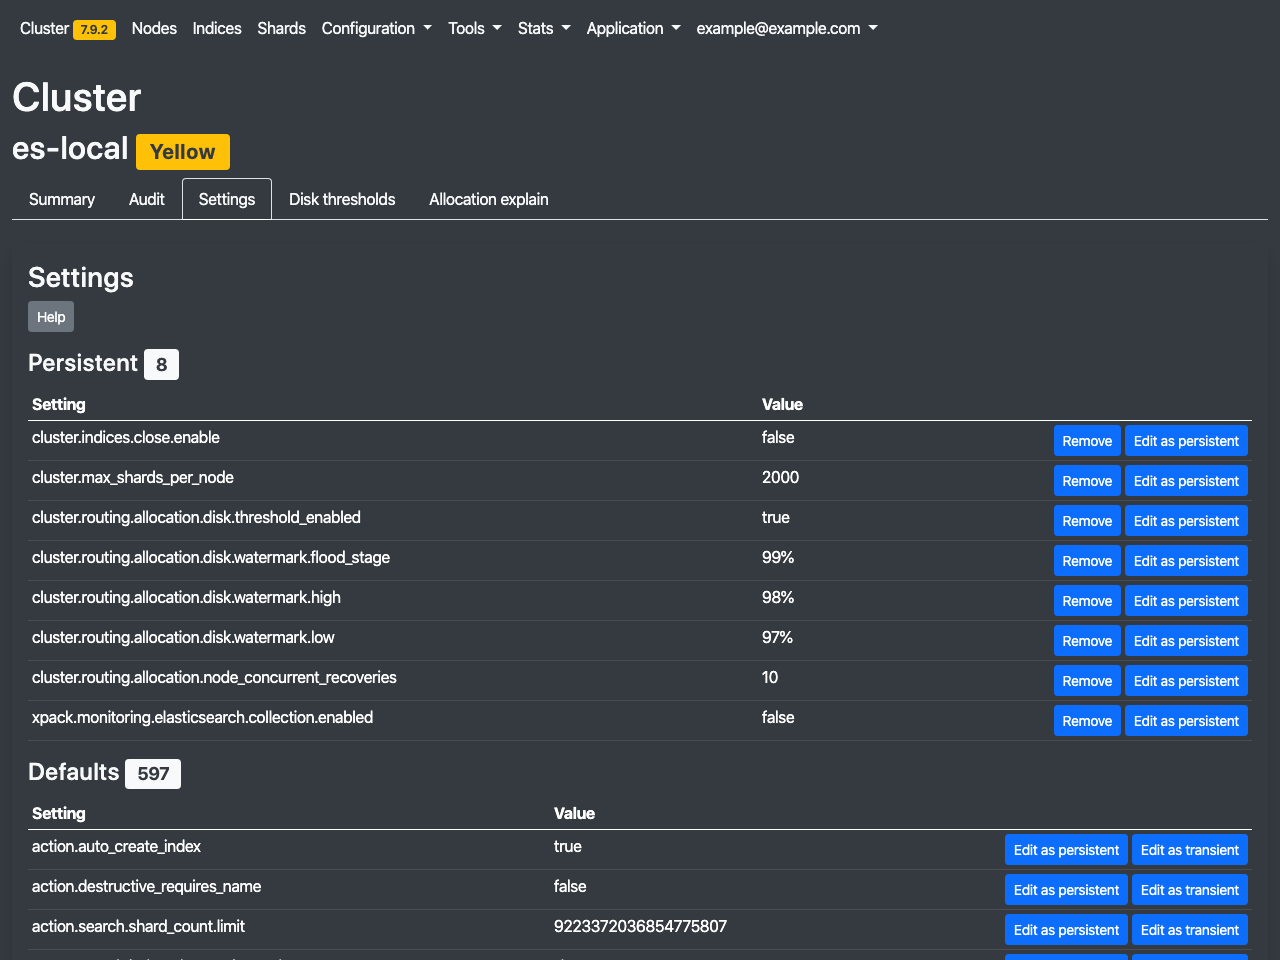 Cluster 7.9.2 Nodes Indices Shards Configuration Tools Stats Application example@example.com
Cluster
es-local Yellow
Summary Audit Settings Disk thresholds Allocation explain
Settings
Help
Persistent 8
Setting Value
cluster.indices.close.enable false Remove Edit as persistent
cluster.max_shards_per_node 2000 Remove Edit as persistent
cluster.routing.allocation.disk.threshold_enabled true Remove Edit as persistent
cluster.routing.allocation.disk.watermark.flood_stage 99% Remove Edit as persistent
cluster.routing.allocation.disk.watermark.high 98% Remove Edit as persistent
cluster.routing.allocation.disk.watermark.low 97% Remove Edit as persistent
cluster.routing.allocation.node_concurrent_recoveries 10 Remove Edit as persistent
xpack.monitoring.elasticsearch.collection.enabled false Remove Edit as persistent
Defaults 597
Setting Value
action.auto_create_index true Edit as persistent Edit as transient
action.destructive_requires_name false Edit as persistent Edit as transient
action.search.shard_count.limit 9223372036854775807 Edit as persistent Edit as transient